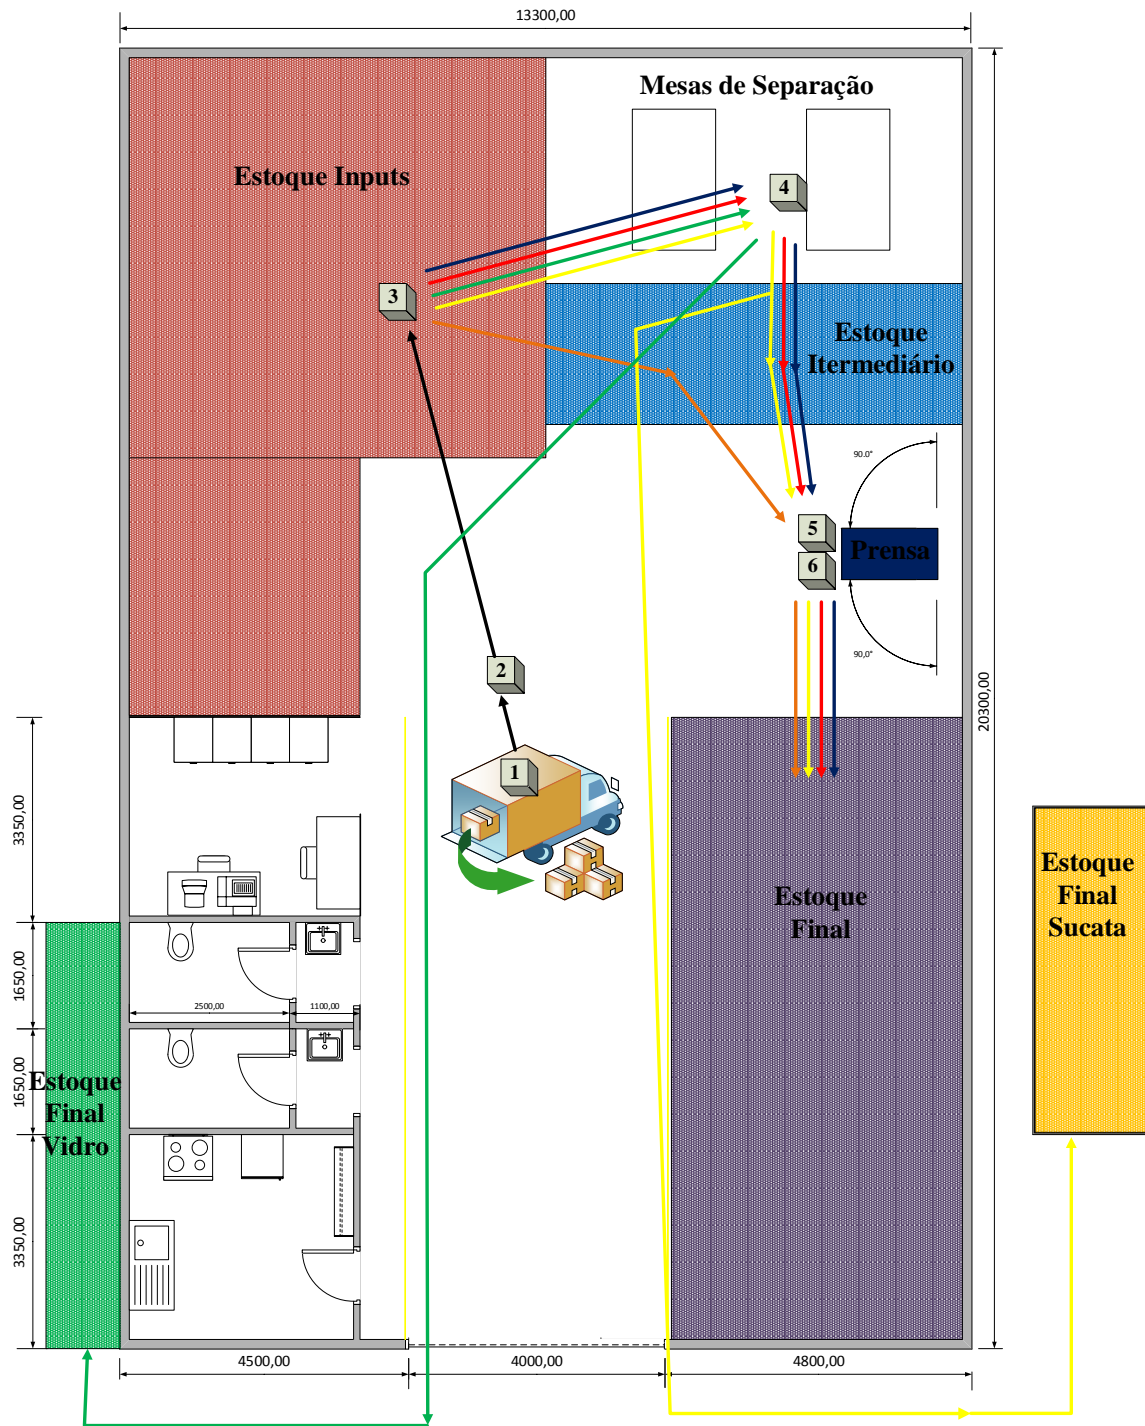 13300,00
Mesas de Separação
Estoque Inputs
4
3
Estoque
Itermediário
90.0°
5
Prensa
6
90,0°
2
20300,00
1
3350,00
Estoque
Final
Sucata
Estoque
Final
1650,00
2500,00
1100,00
1650,00
Estoque
Final
Vidro
3350,00
4500,00
4000,00
4800,00